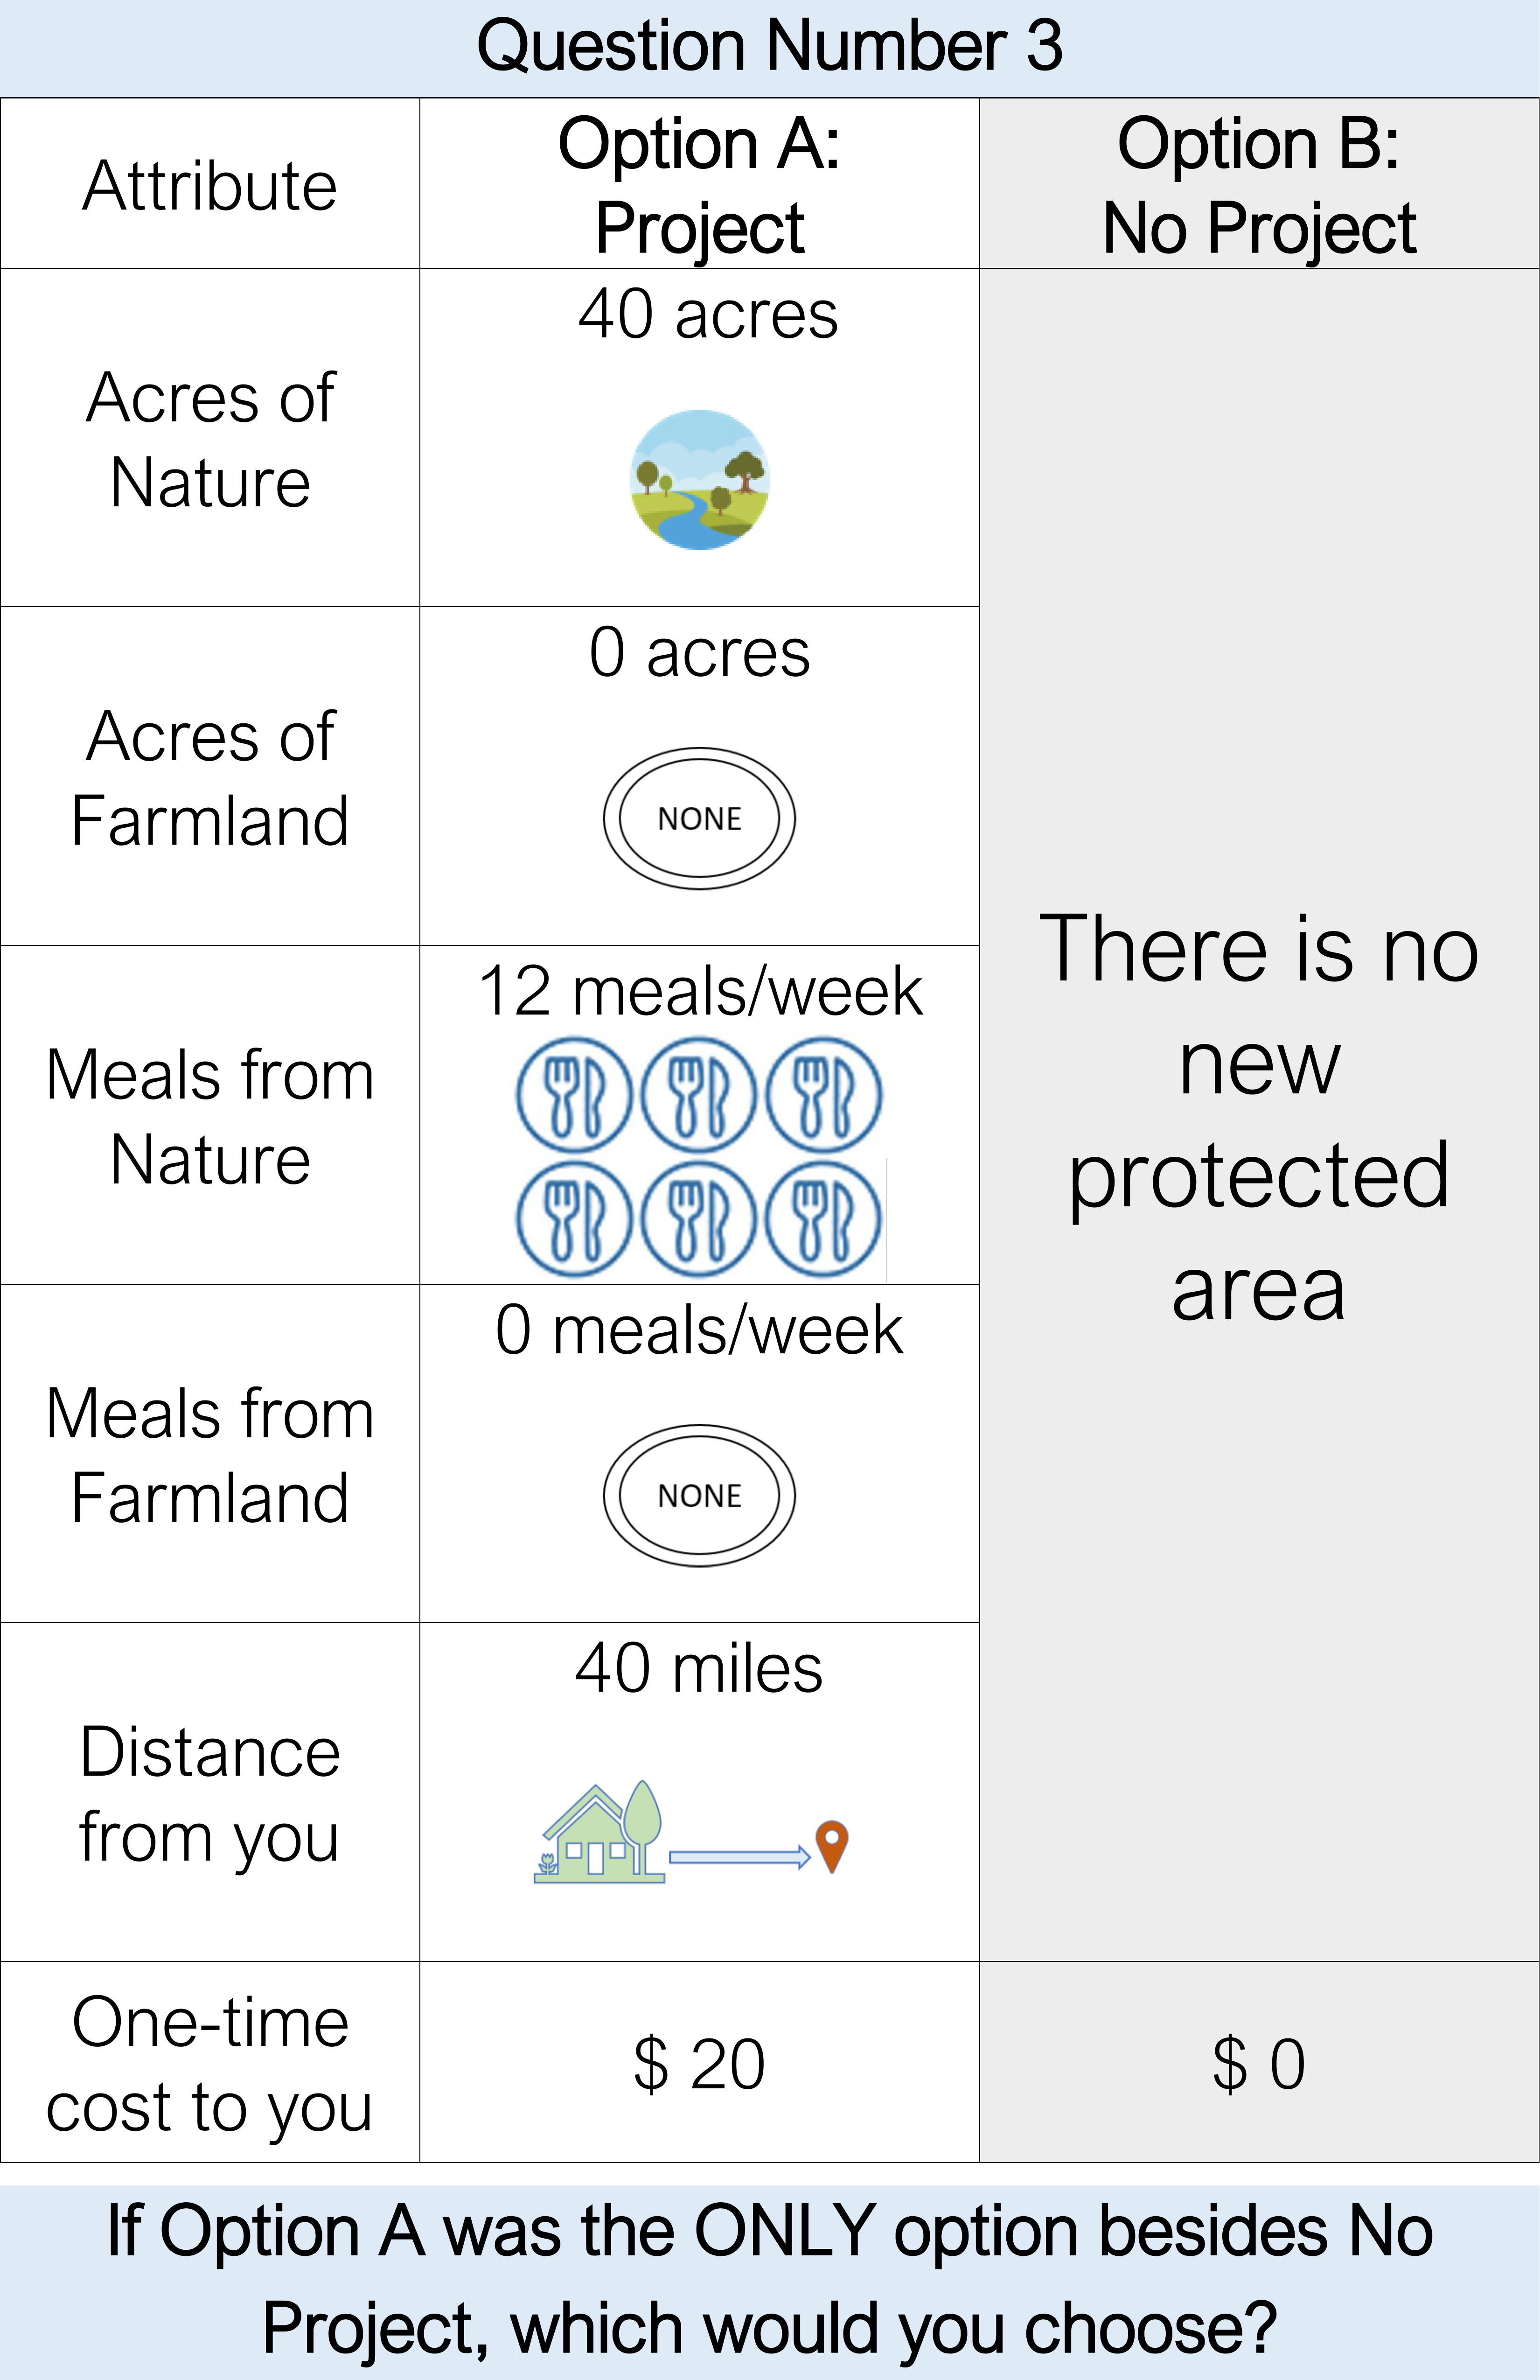 Question Number 3
Attribute
Option A:
Project
Option B:
No Project
Acres of
Nature
40 acres
Acres of
Farmland
0 acres
NONE
Meals from
Nature
12 meals/week
Meals from
Farmland
0 meals/week
NONE
Distance
from you
40 miles
There is no
new
protected
area
One-time
cost to you
$ 20
$ 0
If Option A was the ONLY option besides No
Project, which would you choose?